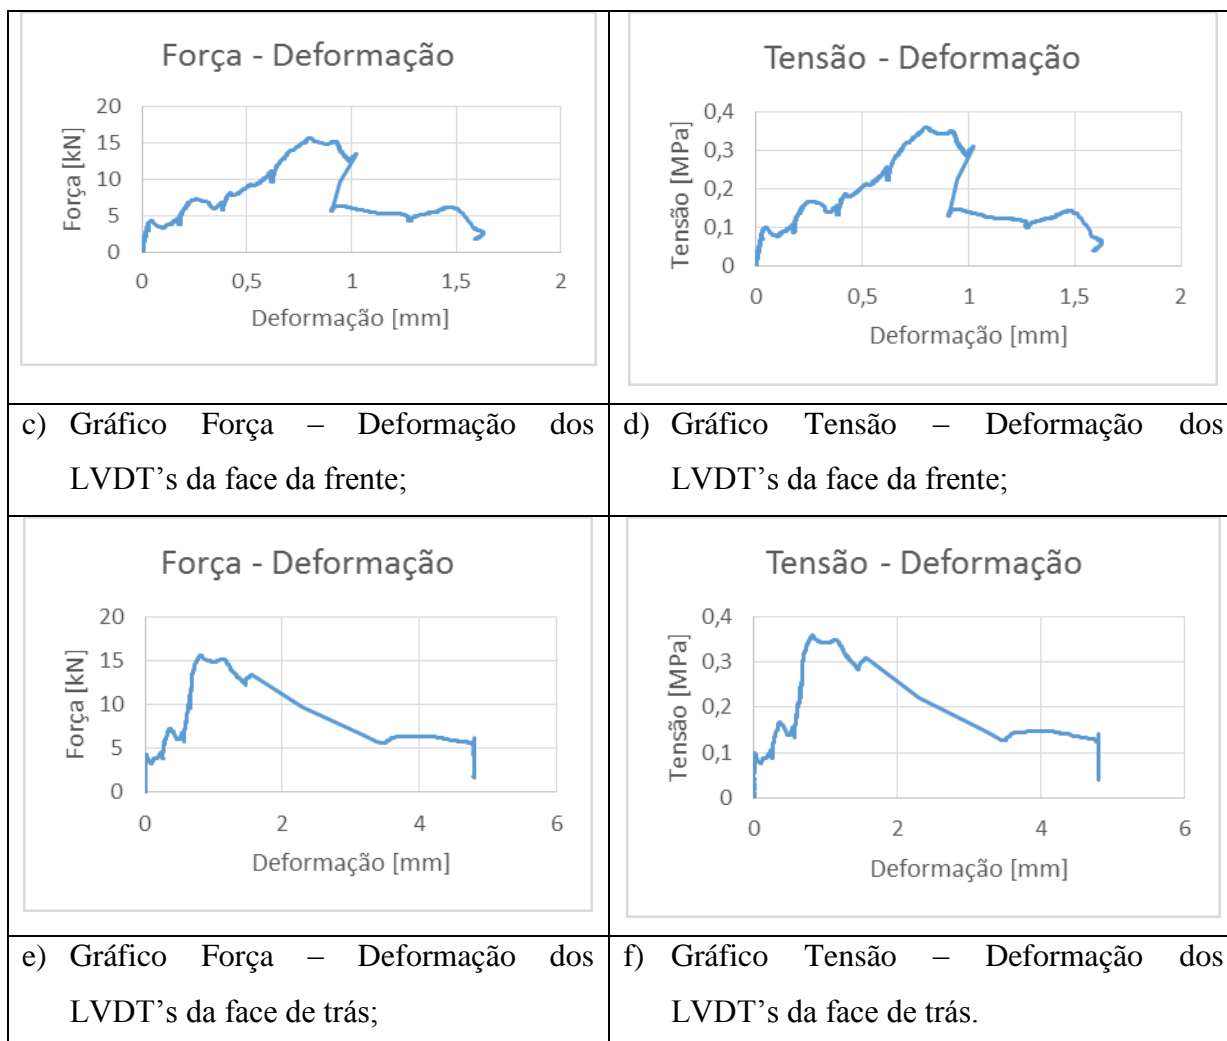 Força - Deformação
Força [kN]
20
15
10
5
0
0 0,5 1 1,5 2
Deformação [mm]
Tensão - Deformação
Tensão [MPa]
0,4
0,3
0,2
0,1
0
0 0,5 1 1,5 2
Deformação [mm]
c) Gráfico Força – Deformação dos
LVDT’s da face da frente;
d) Gráfico Tensão – Deformação dos
LVDT’s da face da frente;
Força - Deformação
Força [kN]
20
15
10
5
0
0 2 4 6
Deformação [mm]
Tensão - Deformação
Tensão [MPa]
0,4
0,3
0,2
0,1
0
0 2 4 6
Deformação [mm]
e) Gráfico Força – Deformação dos
LVDT’s da face de trás;
f) Gráfico Tensão – Deformação dos
LVDT’s da face de trás.